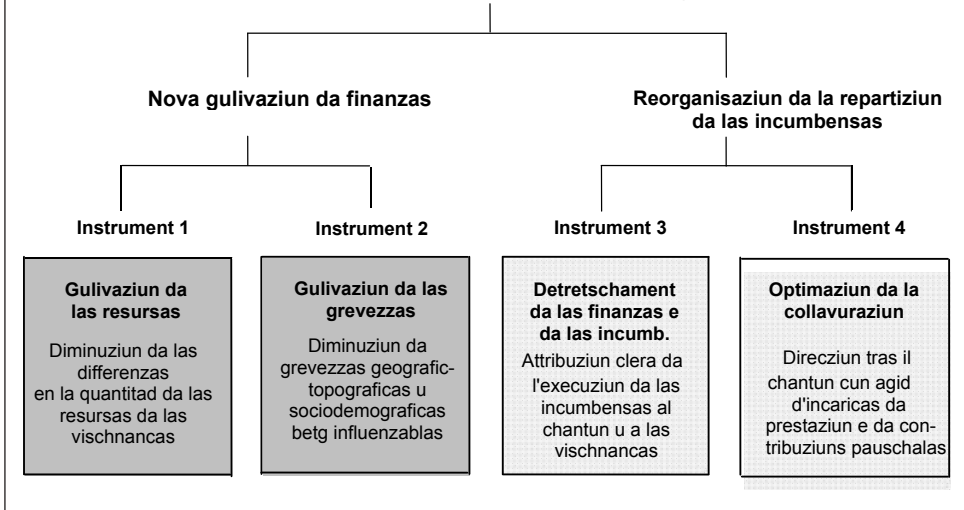 Nova gulivaziun da finanzas
Reorganisaziun da la repartiziun
da las incumbensas
Instrument 1
Instrument 2
Instrument 3
Instrument 4
Gulivaziun da
las resursas
Diminuziun da las
differenzas
en la quantitad da las
resursas da las
vischnancas
Gulivaziun da las
grevezzas
Diminuziun da
grevezzas geografic-
topograficas u
sociodemograficas
betg influenzablas
Detretschament
da las finanzas e
da las incumb.
Attribuziun clera da
l'execuziun da las
incumbensas al
chantun u a las
vischnancas
Optimaziun da la
collavuraziun
Direcziun tras il
chantun cun agid
d'incaricas da
prestaziun e da con-
tribuziuns pauschalas